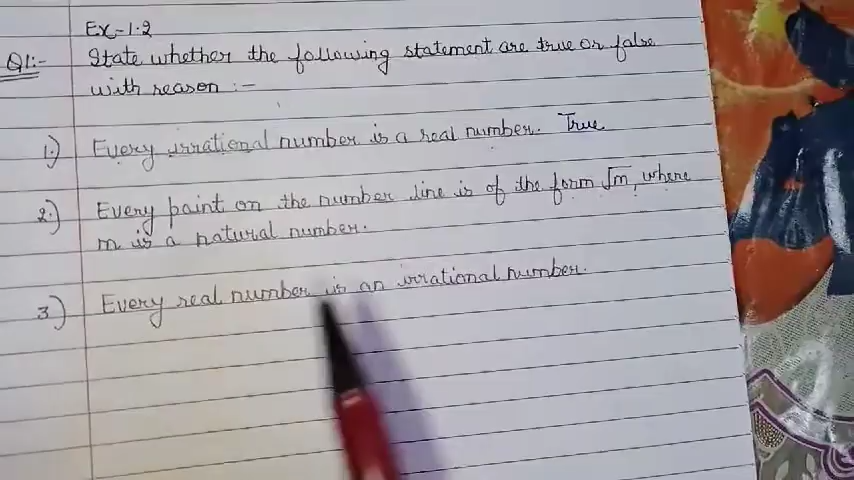 Ex-1.2
Q1:- State whether the following statement are true or false
with reason :-
1.) Every irrational number is a real number. True
2.) Every paint on the number line is of the form √m, where
m is a natural number.
3.) Every real number is an irrational number.